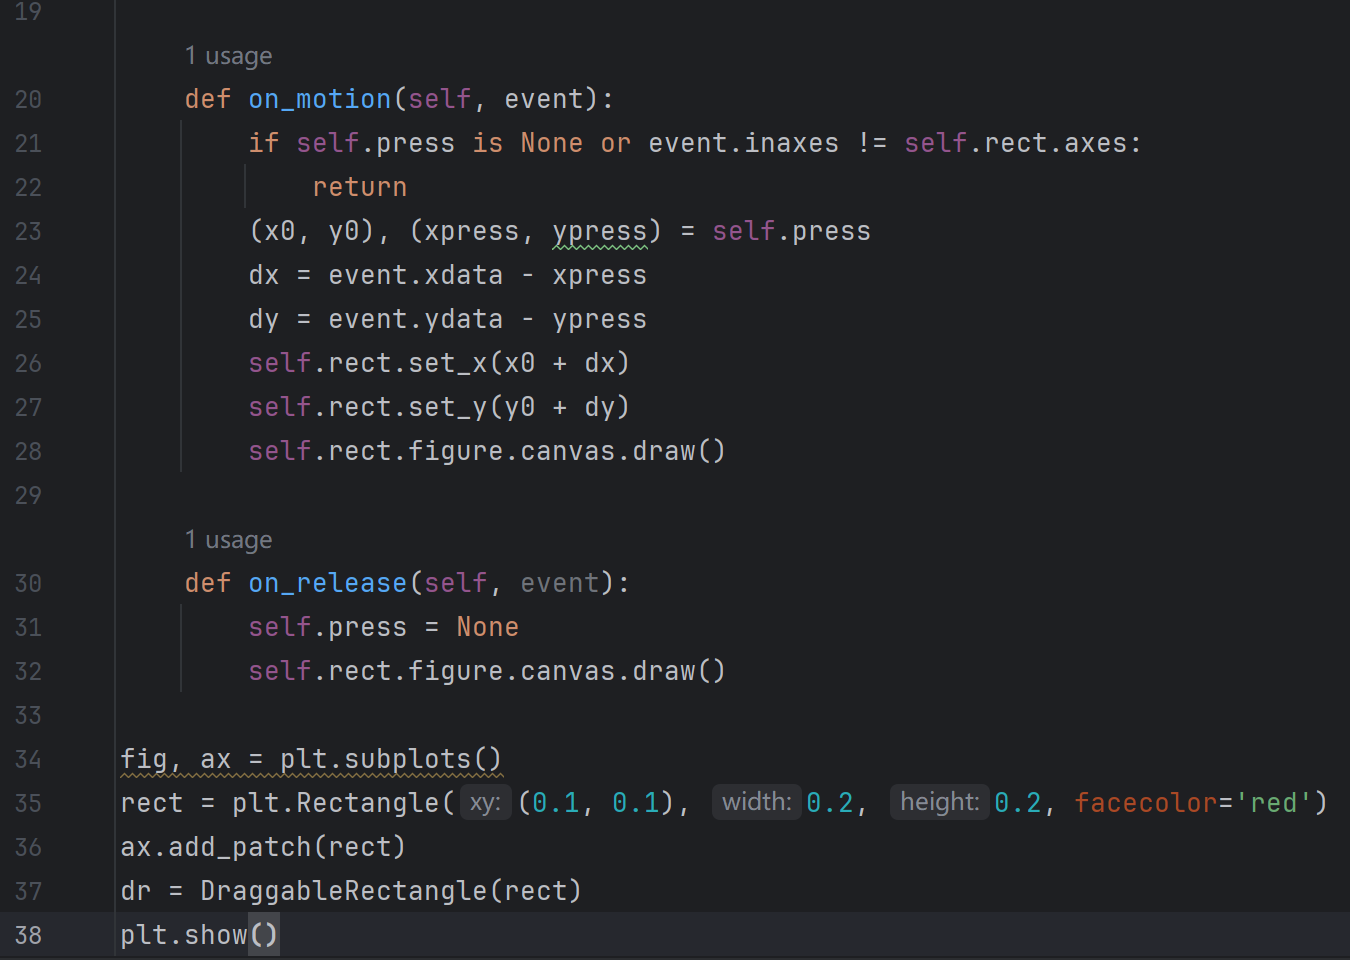 19
1 usage
20 def on_motion(self, event):
21 if self.press is None or event.inaxes != self.rect.axes:
22 return
23 (x0, y0), (xpress, ypress) = self.press
24 dx = event.xdata - xpress
25 dy = event.ydata - ypress
26 self.rect.set_x(x0 + dx)
27 self.rect.set_y(y0 + dy)
28 self.rect.figure.canvas.draw()
29
1 usage
30 def on_release(self, event):
31 self.press = None
32 self.rect.figure.canvas.draw()
33
34 fig, ax = plt.subplots()
35 rect = plt.Rectangle( xy: (0.1, 0.1), width: 0.2, height: 0.2, facecolor='red')
36 ax.add_patch(rect)
37 dr = DraggableRectangle(rect)
38 plt.show()